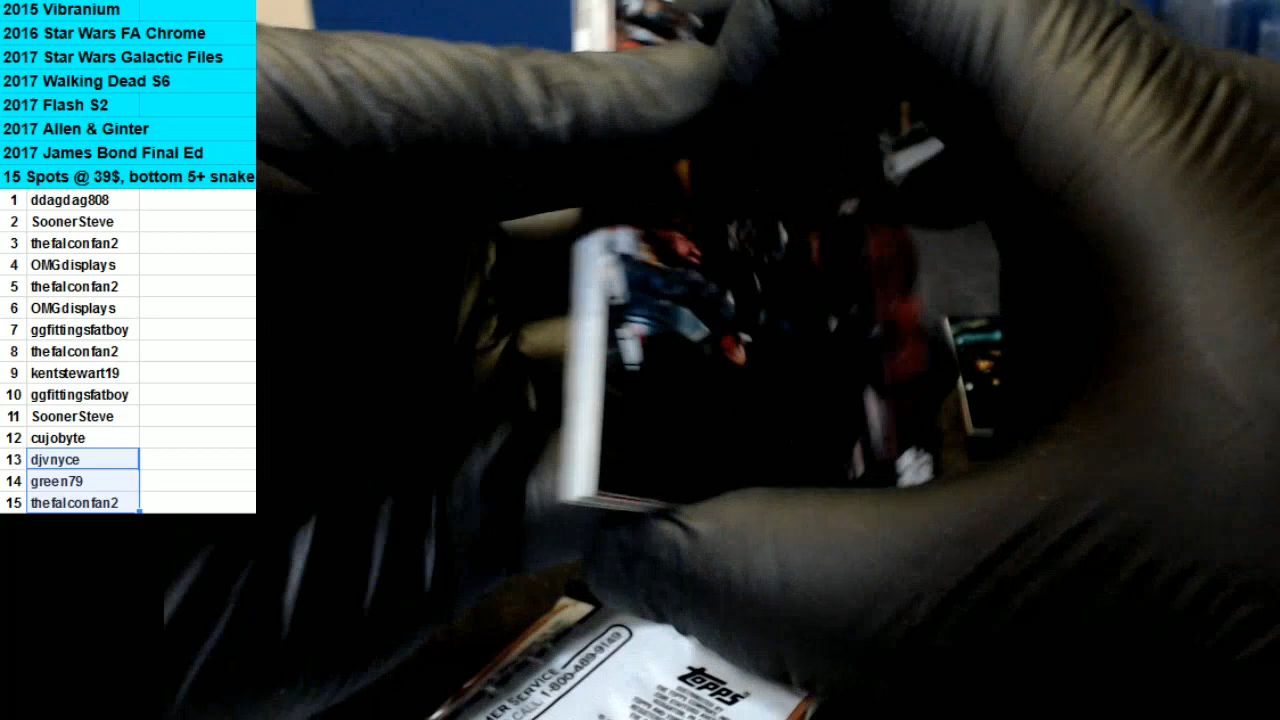 2015 Vibranium
2016 Star Wars FA Chrome
2017 Star Wars Galactic Files
2017 Walking Dead S6
2017 Flash S2
2017 Allen & Ginter
2017 James Bond Final Ed
15 Spots @ 39$, bottom 5+ snake
1 ddagdag808
2 SoonerSteve
3 thefalconfan2
4 OMGdisplays
5 thefalconfan2
6 OMGdisplays
7 ggfittingsfatboy
8 thefalconfan2
9 kentstewart19
10 ggfittingsfatboy
11 SoonerSteve
12 cujobyte
13 djvnyce
14 green79
15 thefalconfan2
SERVICE
CALL 1-800-489-9149
TOPPS